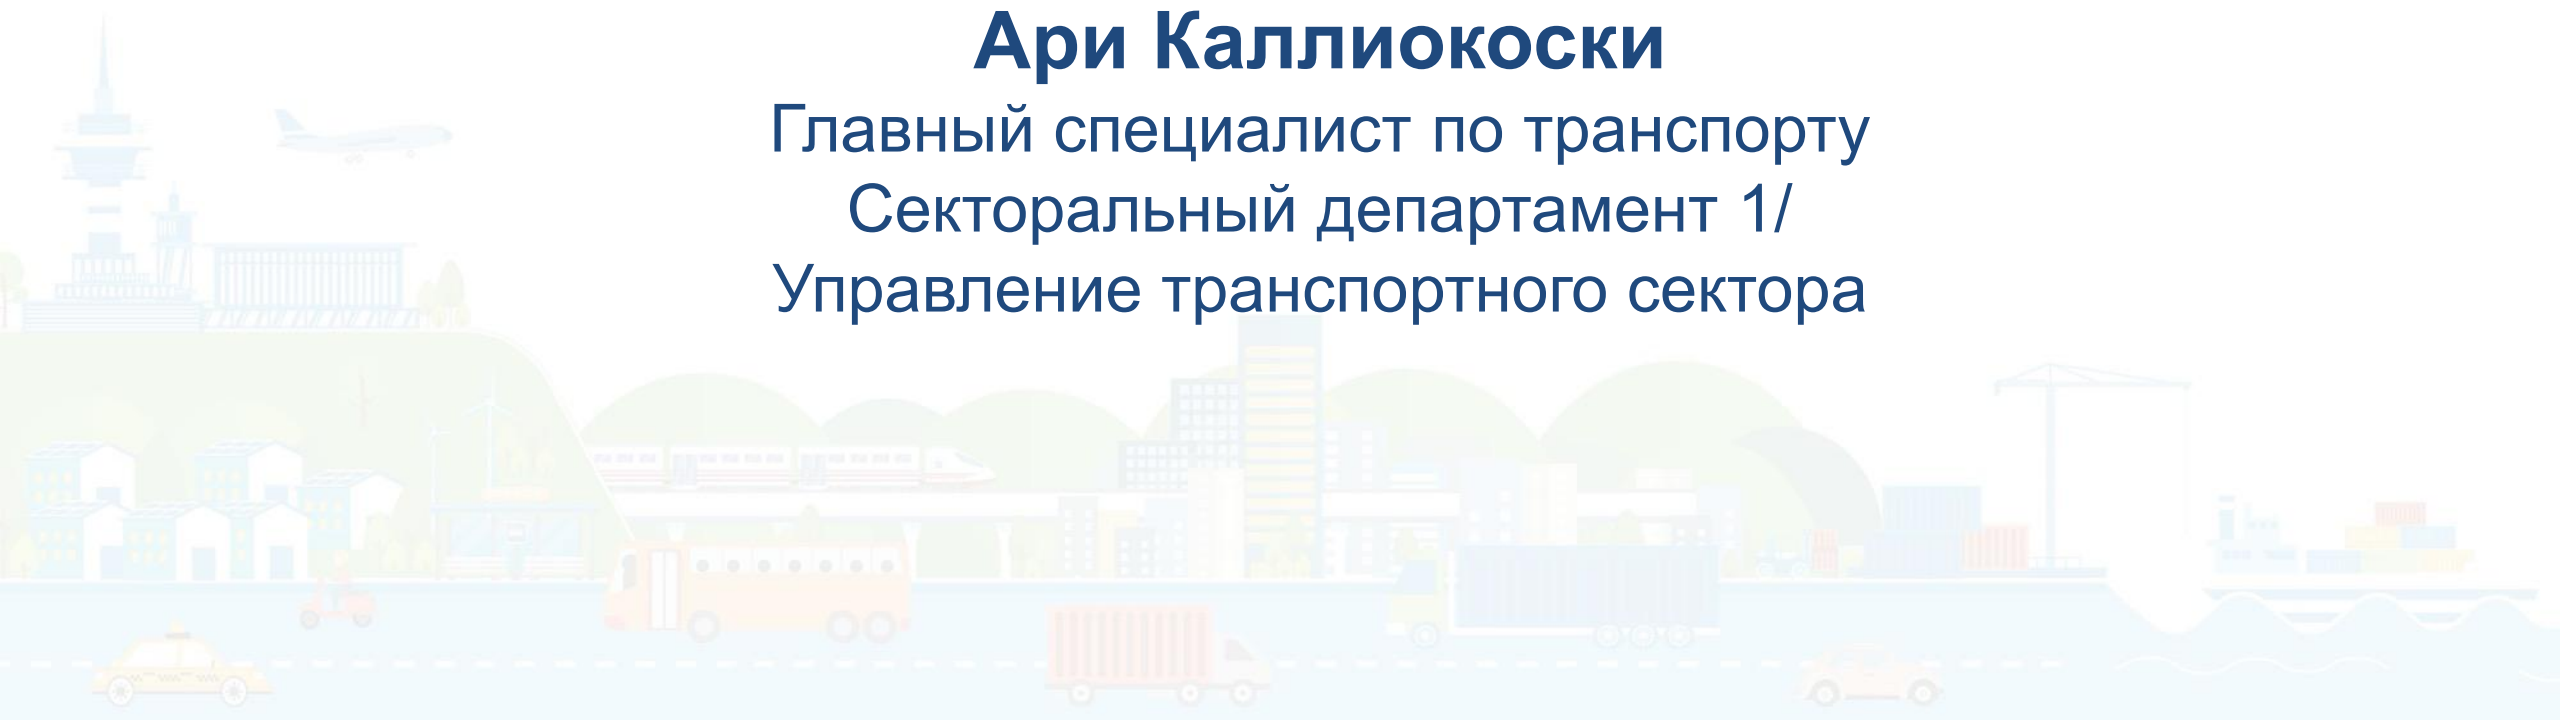 Ари Каллиокоски
Главный специалист по транспорту
Секторальный департамент 1/
Управление транспортного сектора